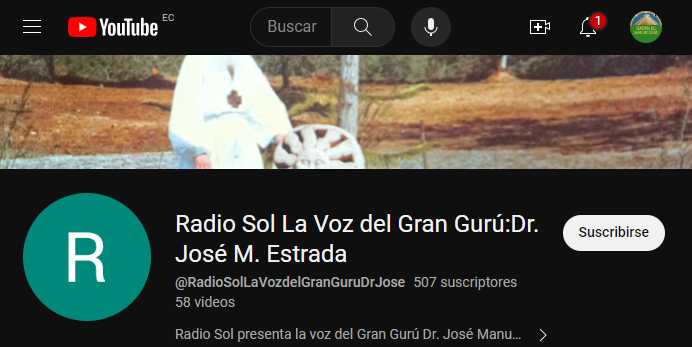 YouTube EC
Buscar
1
R
Radio Sol La Voz del Gran Gurú:Dr.
José M. Estrada
Suscribirse
@RadioSolLaVozdelGranGuruDrJose 507 suscriptores
58 videos
Radio Sol presenta la voz del Gran Gurú Dr. José Manu...